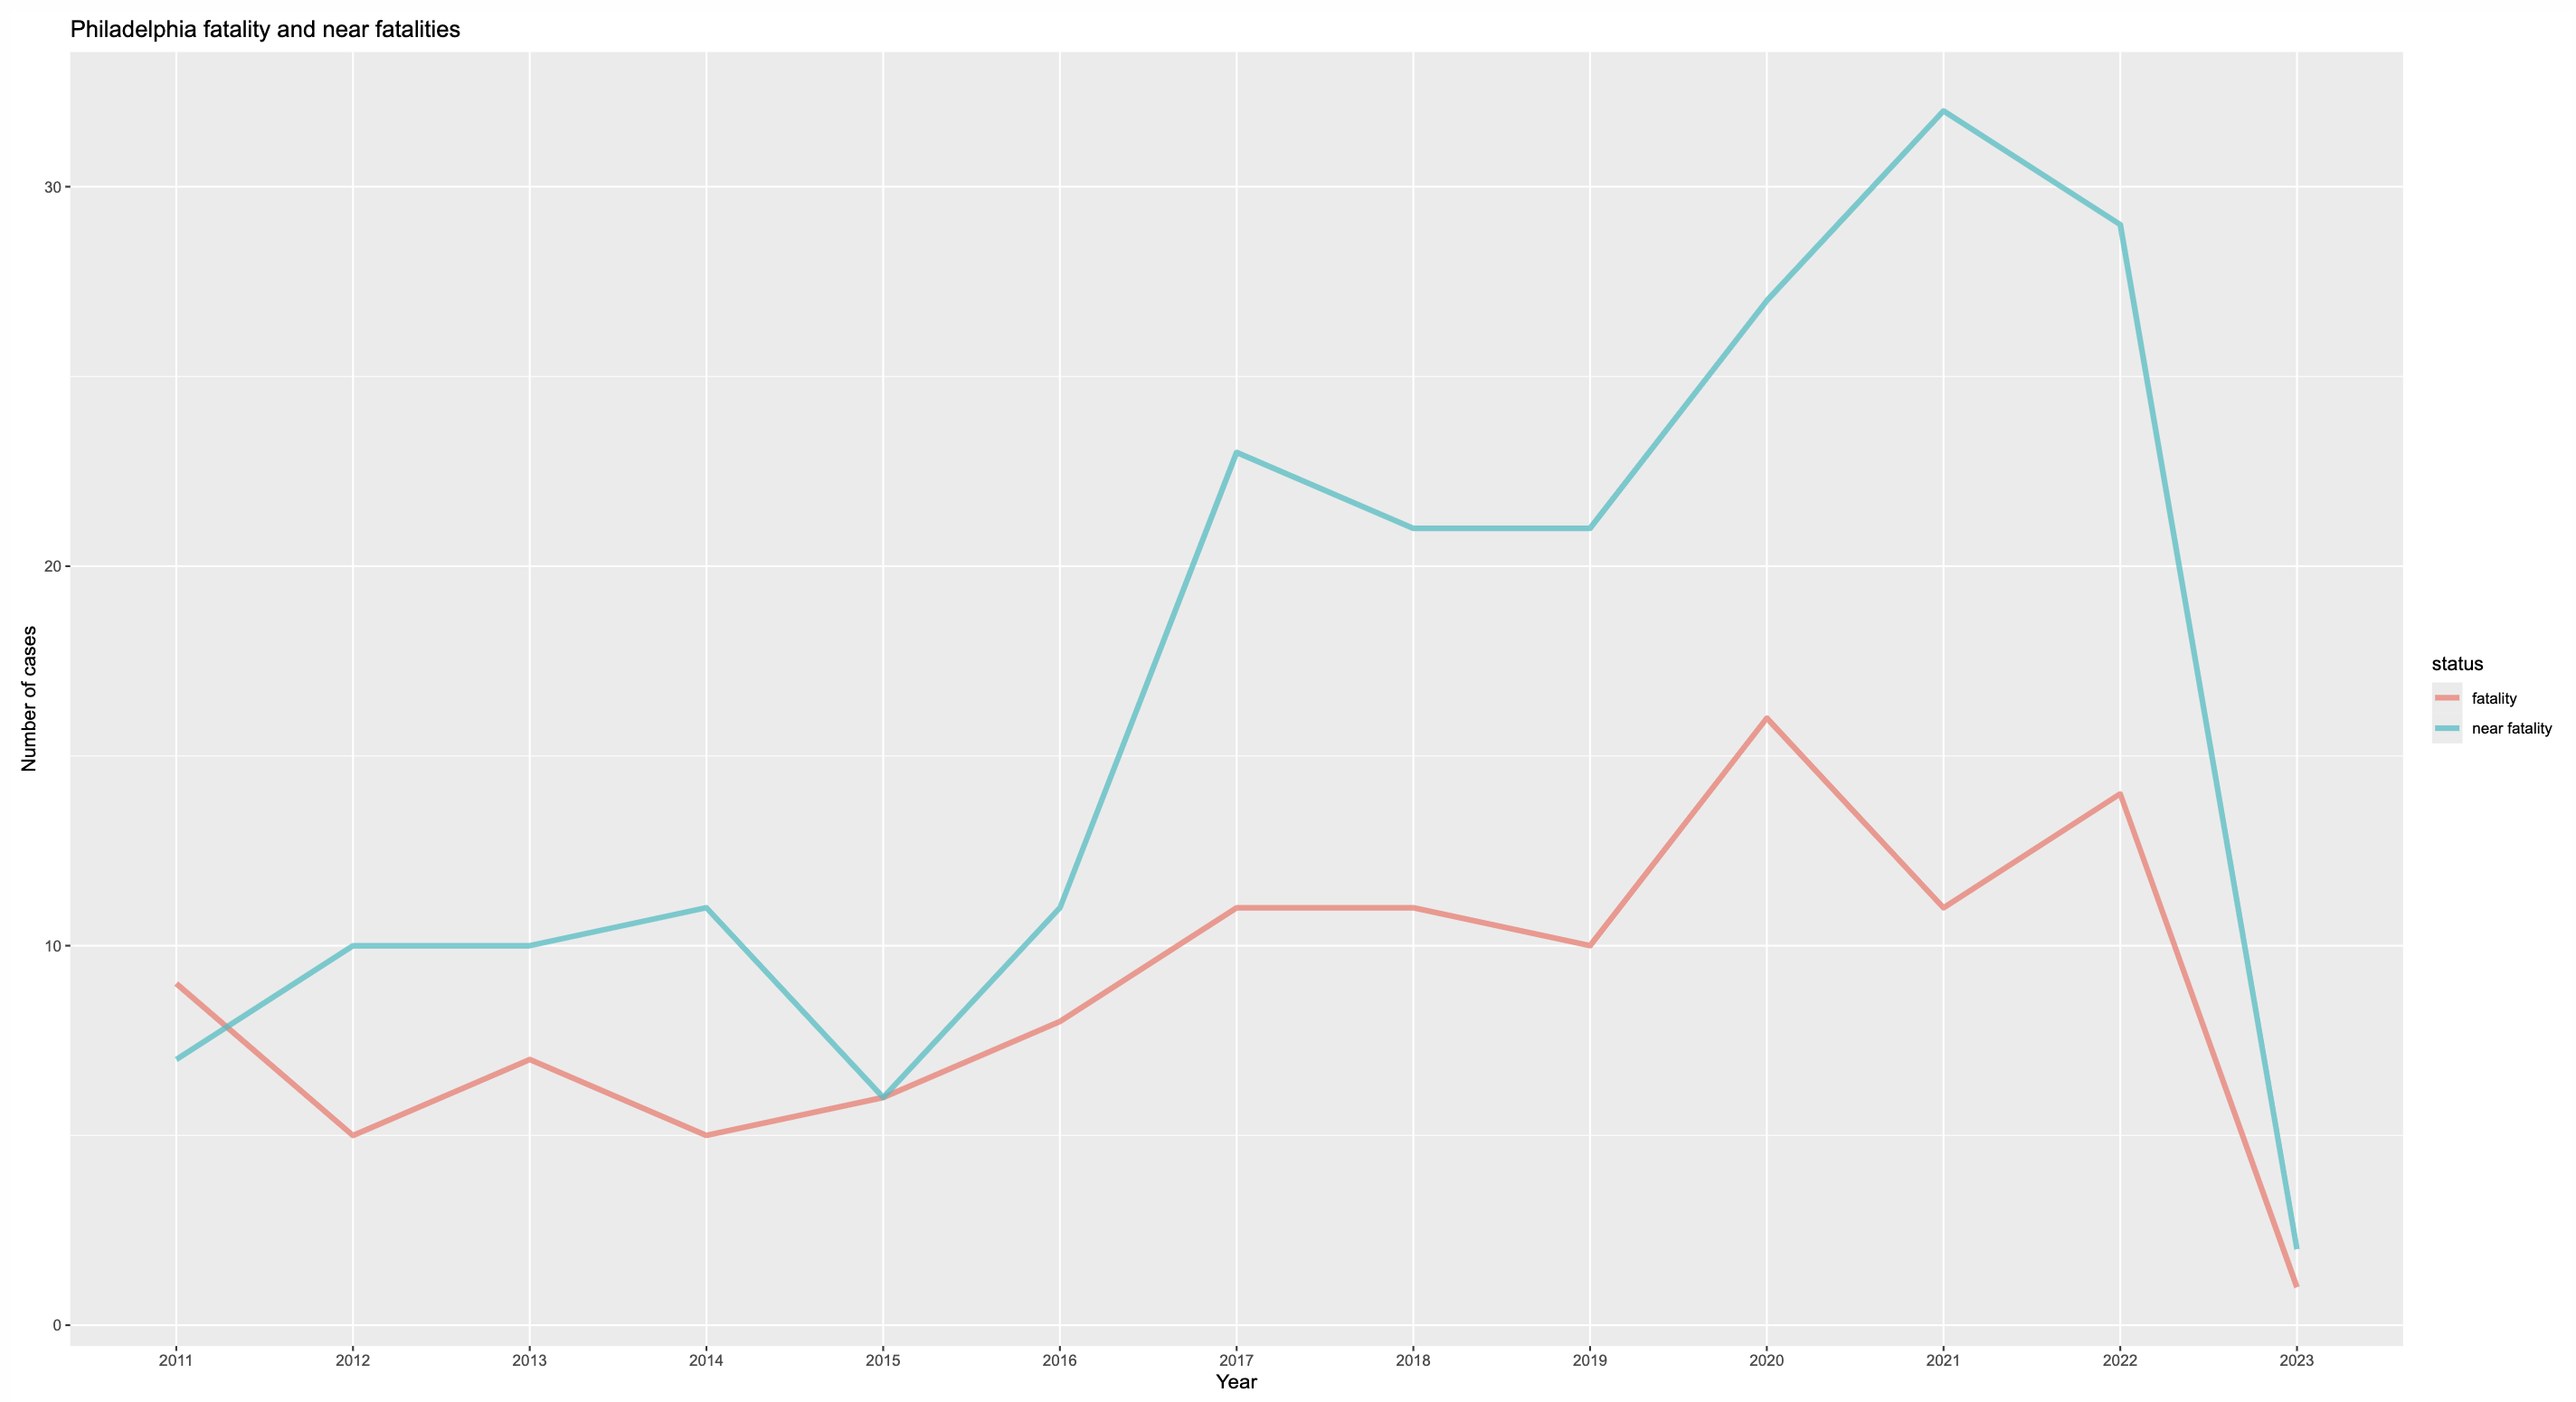 Philadelphia fatality and near fatalities
30
20
10
0
Number of cases
2011 2012 2013 2014 2015 2016 2017 2018 2019 2020 2021 2022 2023
Year
status
fatality
near fatality